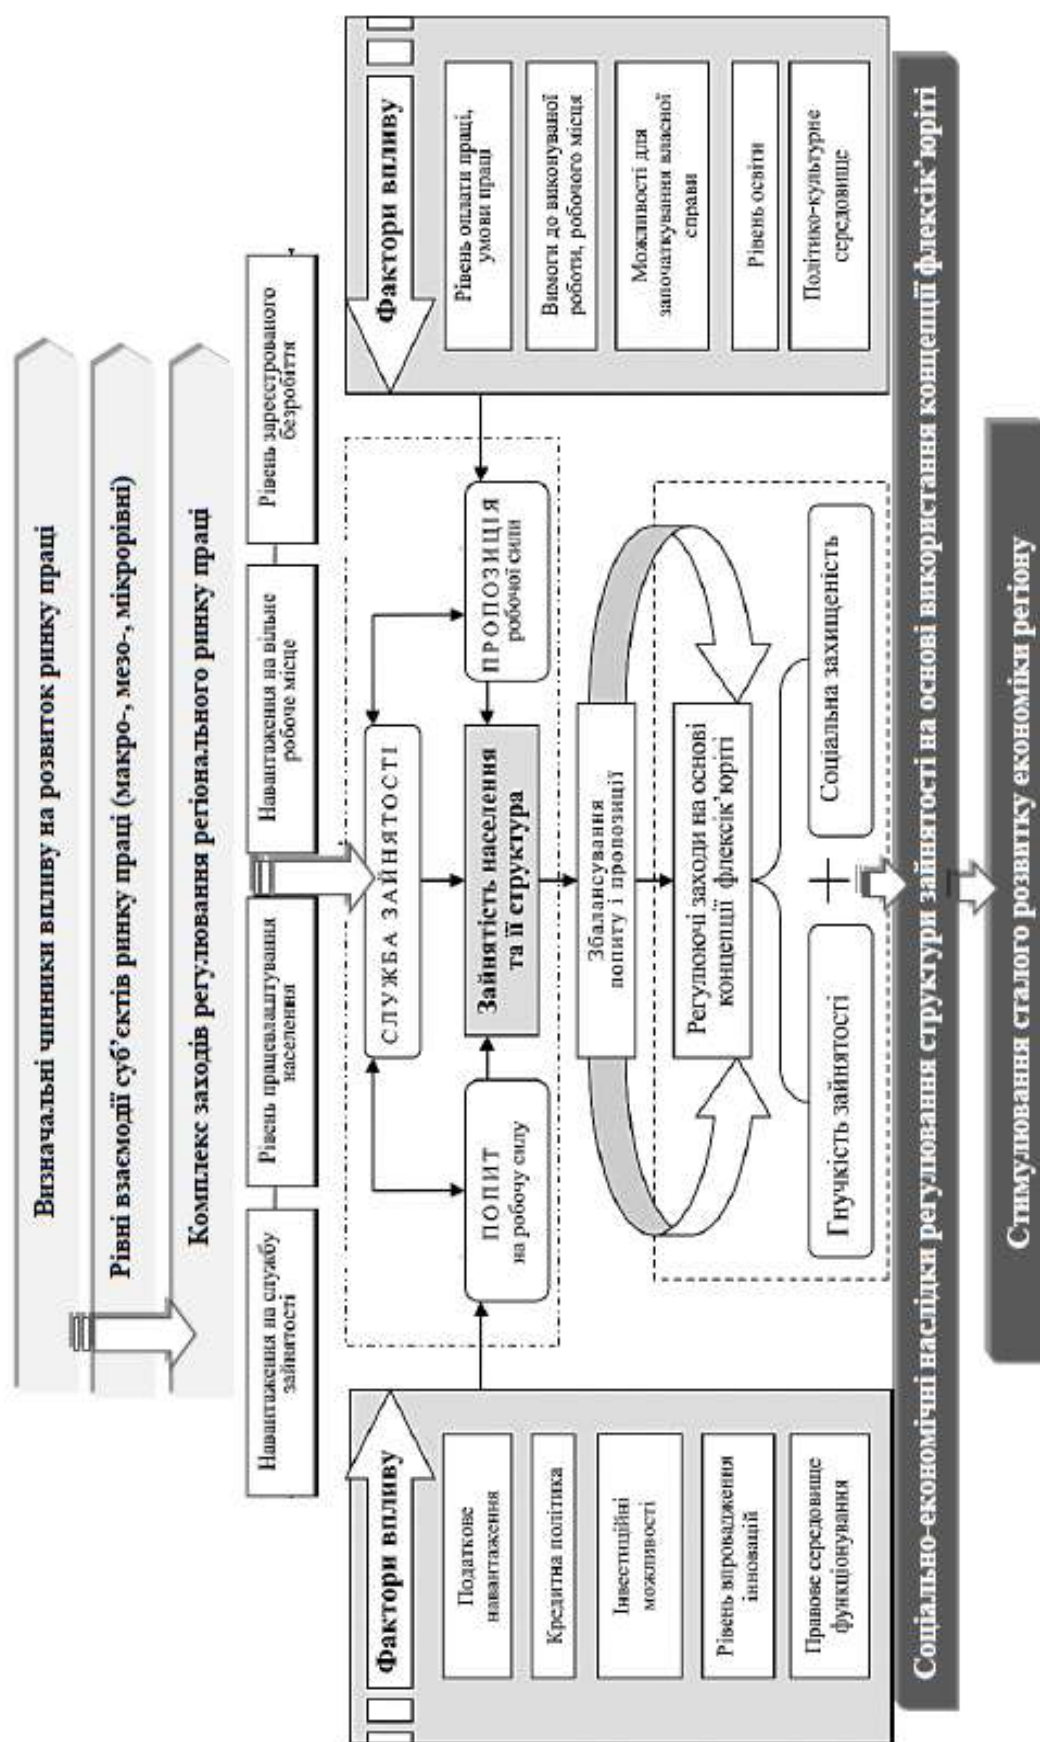 Визначальні чинники впливу на розвиток ринку праці
Рівні взаємодії суб’єктів ринку праці (макро-, мезо-, мікрорівні)
Комплекс заходів регулювання регіонального ринку праці
Навантаження на службу
зайнятості
Рівень працевлаштування
населення
Навантаження на вільне
робоче місце
Рівень зареєстрованого
безробіття
Фактори впливу
Податкове
навантаження
Кредитна політика
Інвестиційні
можливості
Рівень впровадження
інновацій
Правове середовище
функціонування
СЛУЖБА ЗАЙНЯТОСТІ
ПОПИТ
на робочу силу
Зайнятість населення
та її структура
ПРОПОЗИЦІЯ
робочої сили
Збалансування
попиту і пропозиції
Регулюючі заходи на основі
концепції флексік’юріті
Гнучкість зайнятості
+
Соціальна захищеність
Фактори впливу
Рівень оплати праці,
умови праці
Вимоги до виконуваної
роботи, робочого місця
Можливості для
започаткування власної
справи
Рівень освіти
Політико-культурне
середовище
Соціально-економічні наслідки регулювання структури зайнятості на основі використання концепції флексік’юріті
Стимулювання сталого розвитку економіки регіону